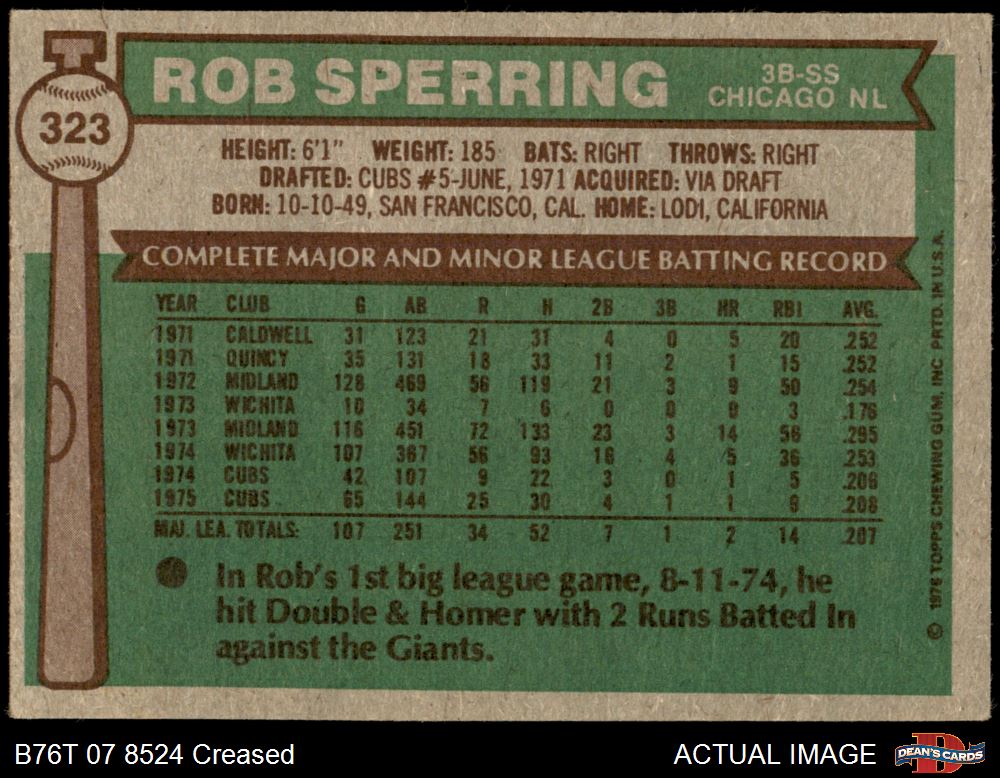 323
ROB SPERRING
3B-SS
CHICAGO NL
HEIGHT: 6'1" WEIGHT: 185 BATS: RIGHT THROWS: RIGHT
DRAFTED: CUBS #5-JUNE, 1971 ACQUIRED: VIA DRAFT
BORN: 10-10-49, SAN FRANCISCO, CAL. HOME: LODI, CALIFORNIA
COMPLETE MAJOR AND MINOR LEAGUE BATTING RECORD
YEAR CLUB G AB R H 2B 3B HR RBI AVG.
1971 CALDWELL 31 123 21 31 4 0 5 20 .252
1971 QUINCY 35 131 18 33 11 2 1 15 .252
1972 MIDLAND 128 469 56 119 21 3 9 50 .254
1973 WICHITA 10 34 7 6 0 0 0 3 .176
1973 MIDLAND 116 451 72 133 23 3 14 56 .295
1974 WICHITA 107 367 56 93 16 4 5 36 .253
1974 CUBS 42 107 9 22 3 0 1 5 .206
1975 CUBS 65 144 25 30 4 1 1 9 .208
MAJ. LEA. TOTALS: 107 251 34 52 7 1 2 14 .207
In Rob's 1st big league game, 8-11-74, he
hit Double & Homer with 2 Runs Batted In
against the Giants.
© 1976 TOPPS CHEWING GUM, INC PRTD. IN U.S.A.
B76T 07 8524 Creased
ACTUAL IMAGE
DEAN'S CARDS